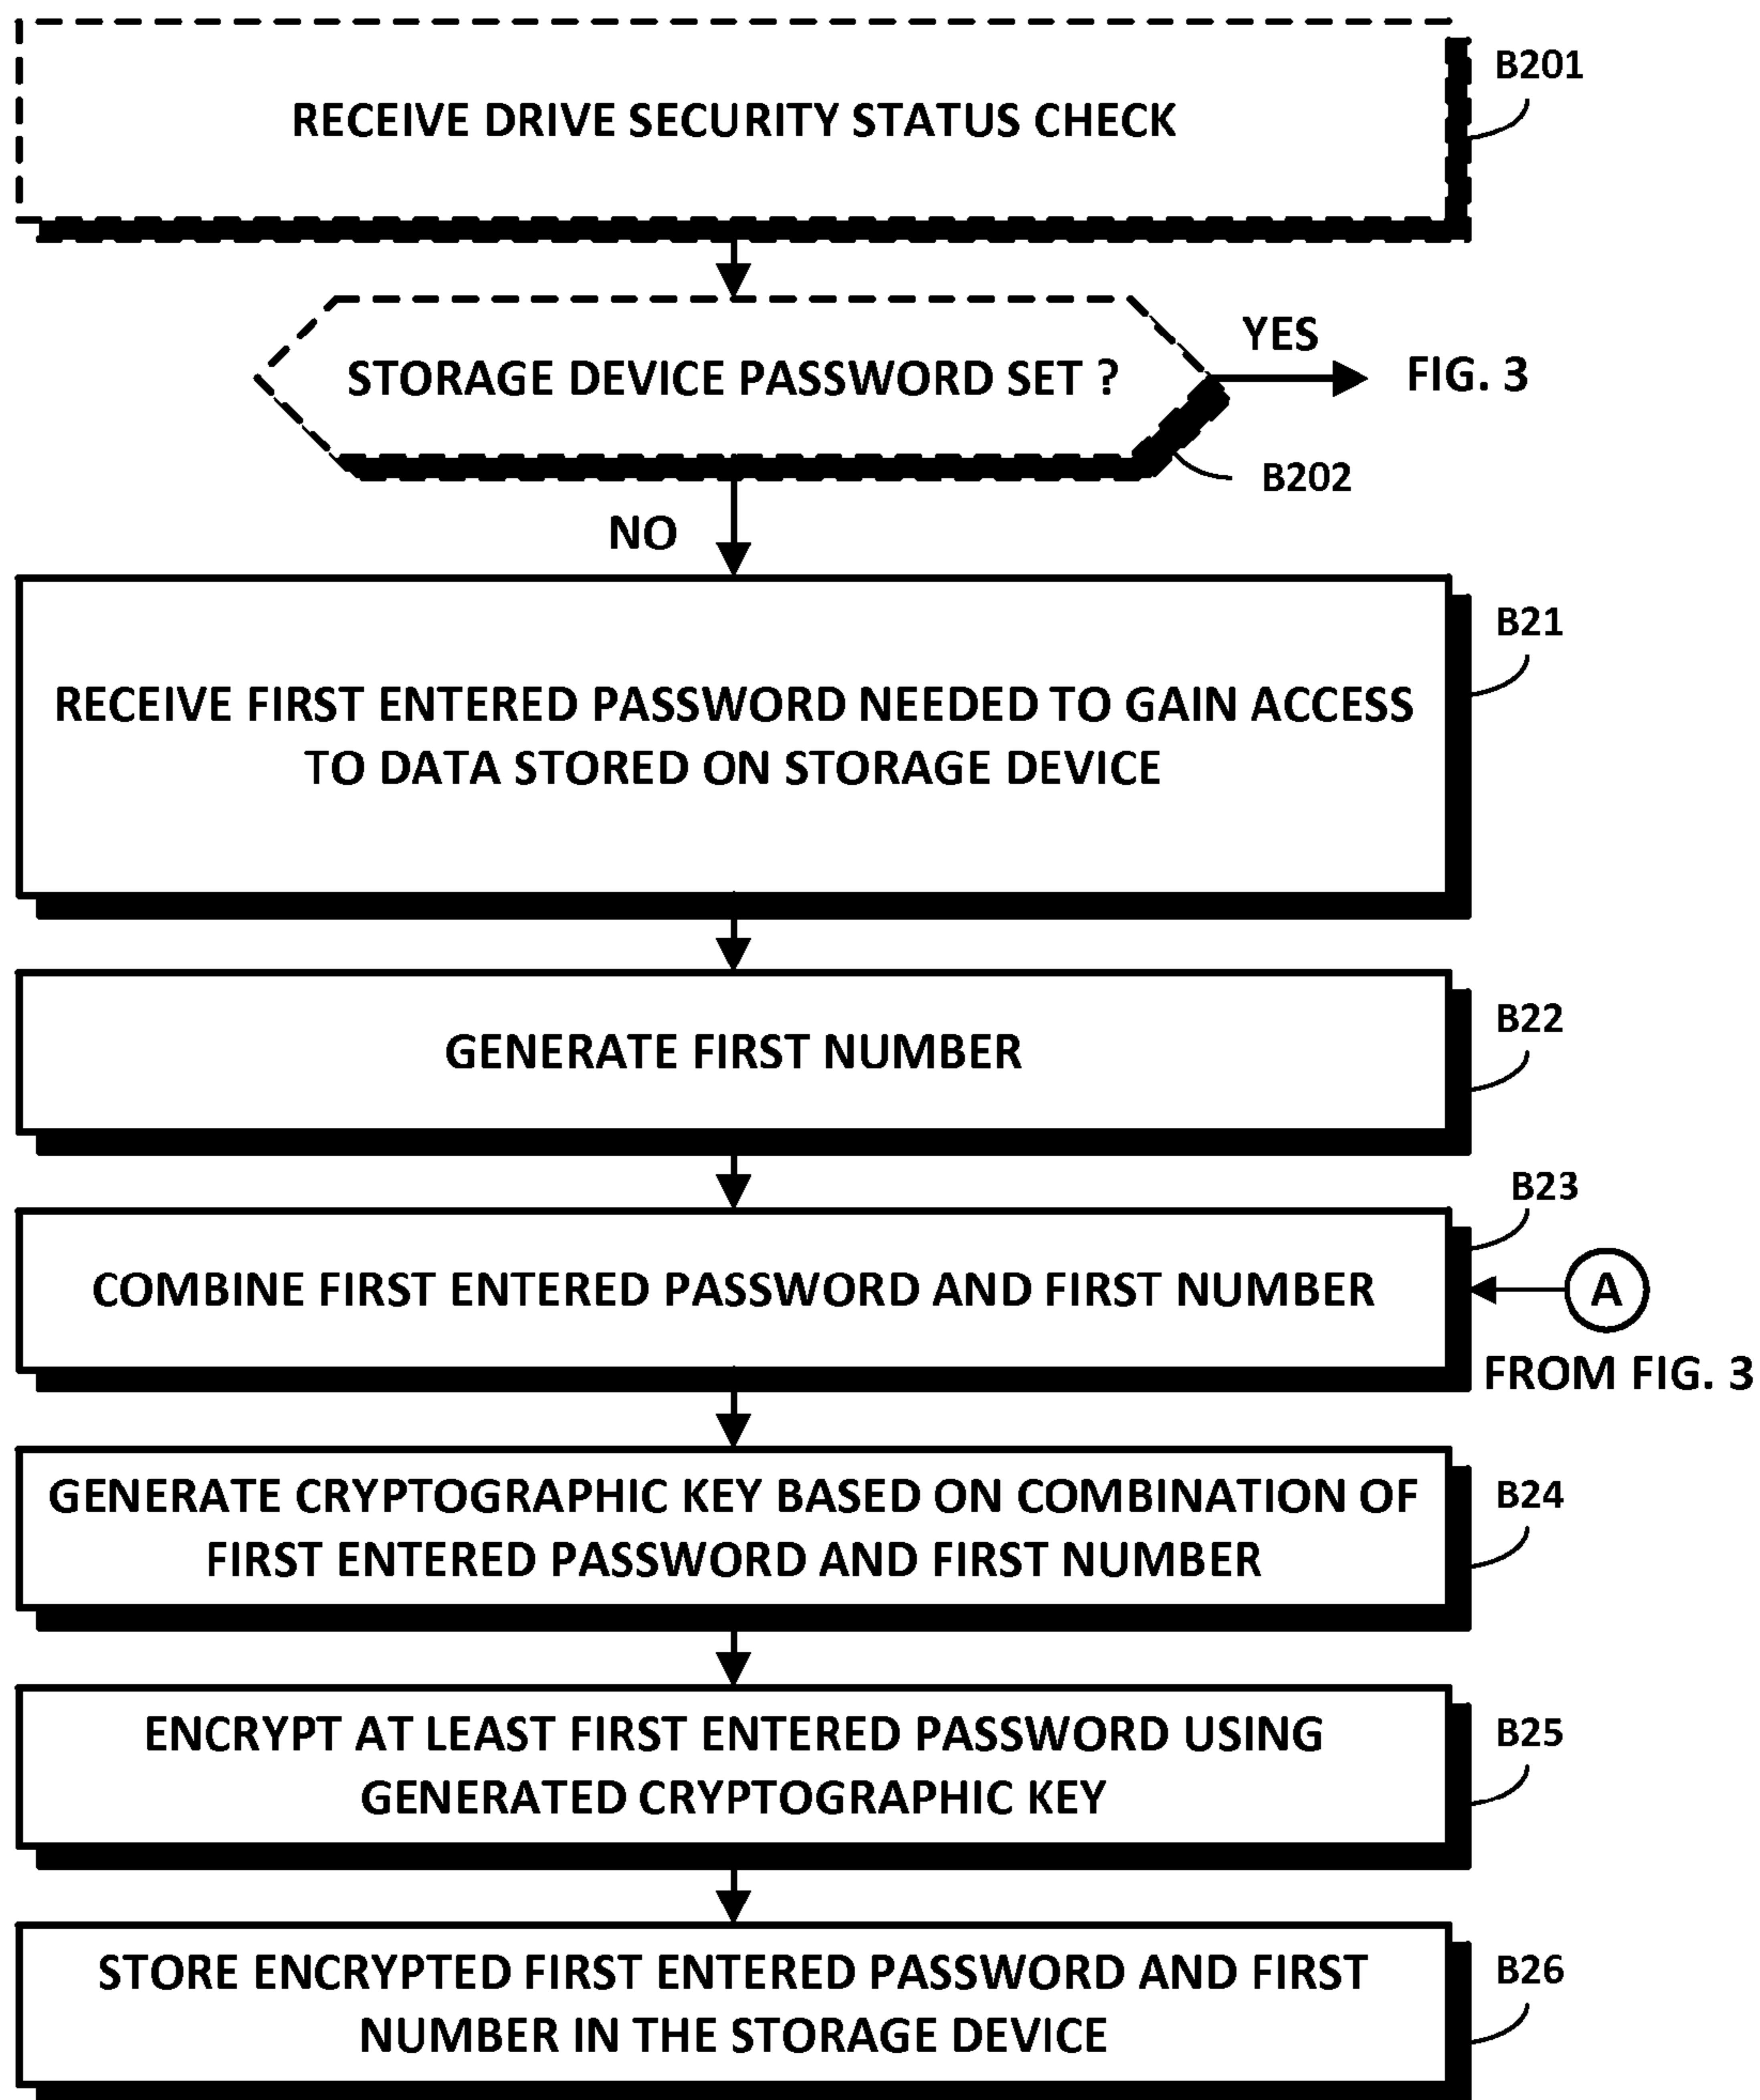 RECEIVE DRIVE SECURITY STATUS CHECK
B201
STORAGE DEVICE PASSWORD SET ?
YES
FIG. 3
B202
NO
B21
RECEIVE FIRST ENTERED PASSWORD NEEDED TO GAIN ACCESS
TO DATA STORED ON STORAGE DEVICE
B22
GENERATE FIRST NUMBER
B23
COMBINE FIRST ENTERED PASSWORD AND FIRST NUMBER
A
FROM FIG. 3
GENERATE CRYPTOGRAPHIC KEY BASED ON COMBINATION OF
FIRST ENTERED PASSWORD AND FIRST NUMBER
B24
ENCRYPT AT LEAST FIRST ENTERED PASSWORD USING
GENERATED CRYPTOGRAPHIC KEY
B25
STORE ENCRYPTED FIRST ENTERED PASSWORD AND FIRST
NUMBER IN THE STORAGE DEVICE
B26